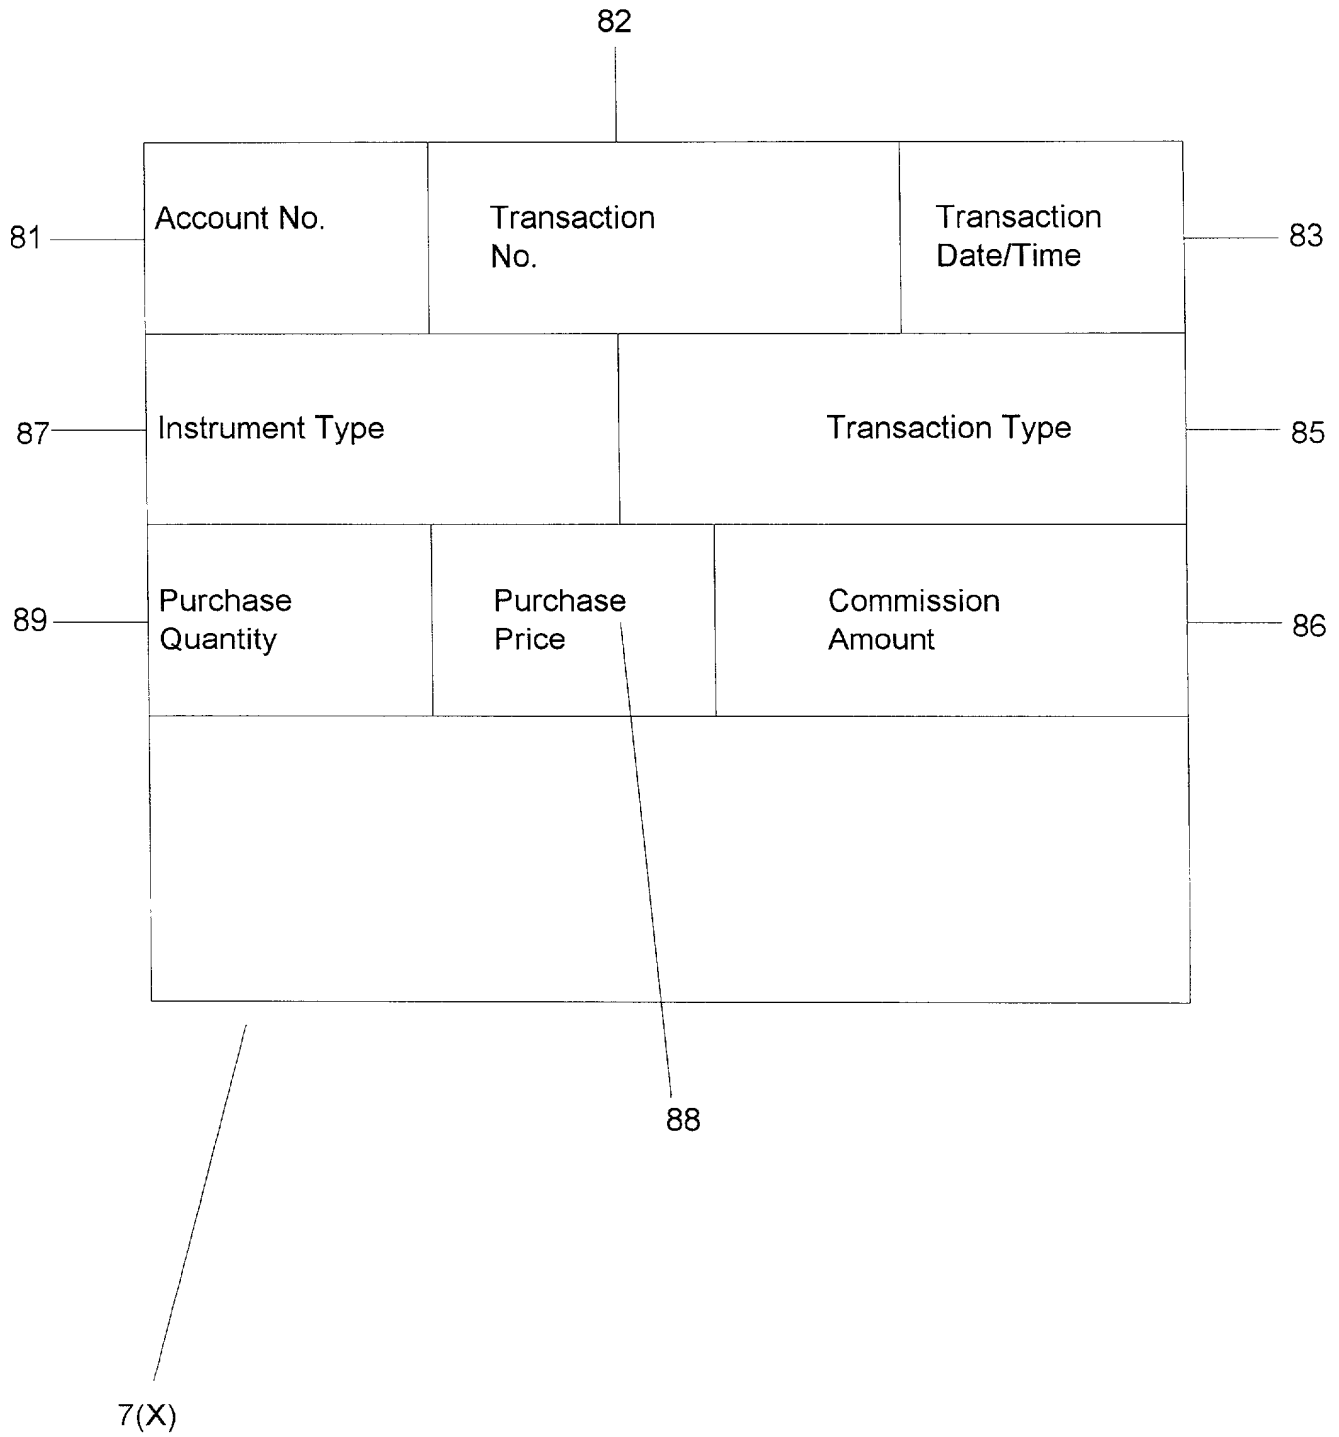 82
Account No.
Transaction
No.
Transaction
Date/Time
81
83
Instrument Type
Transaction Type
87
85
Purchase
Quantity
Purchase
Price
Commission
Amount
89
86
88
7(X)